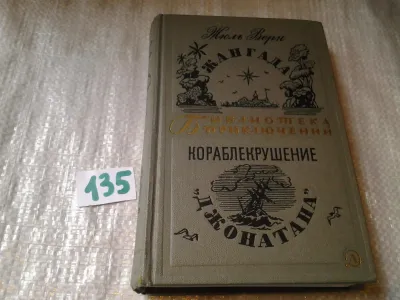 Жюль Верн
ЖАНГАДА
БИБЛИОТЕКА
ПРИКЛЮЧЕНИЙ
КОРАБЛЕКРУШЕНИЕ
"ДЖОНАТАНА"
135